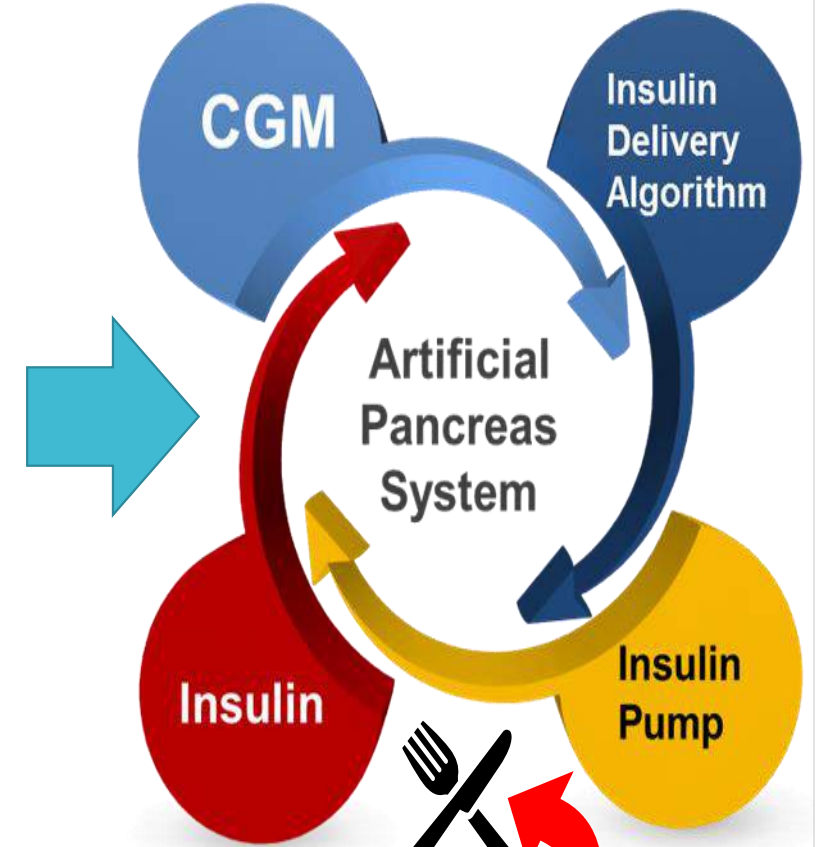 CGM
Insulin
Delivery
Algorithm
Artificial
Pancreas
System
Insulin
Insulin
Pump